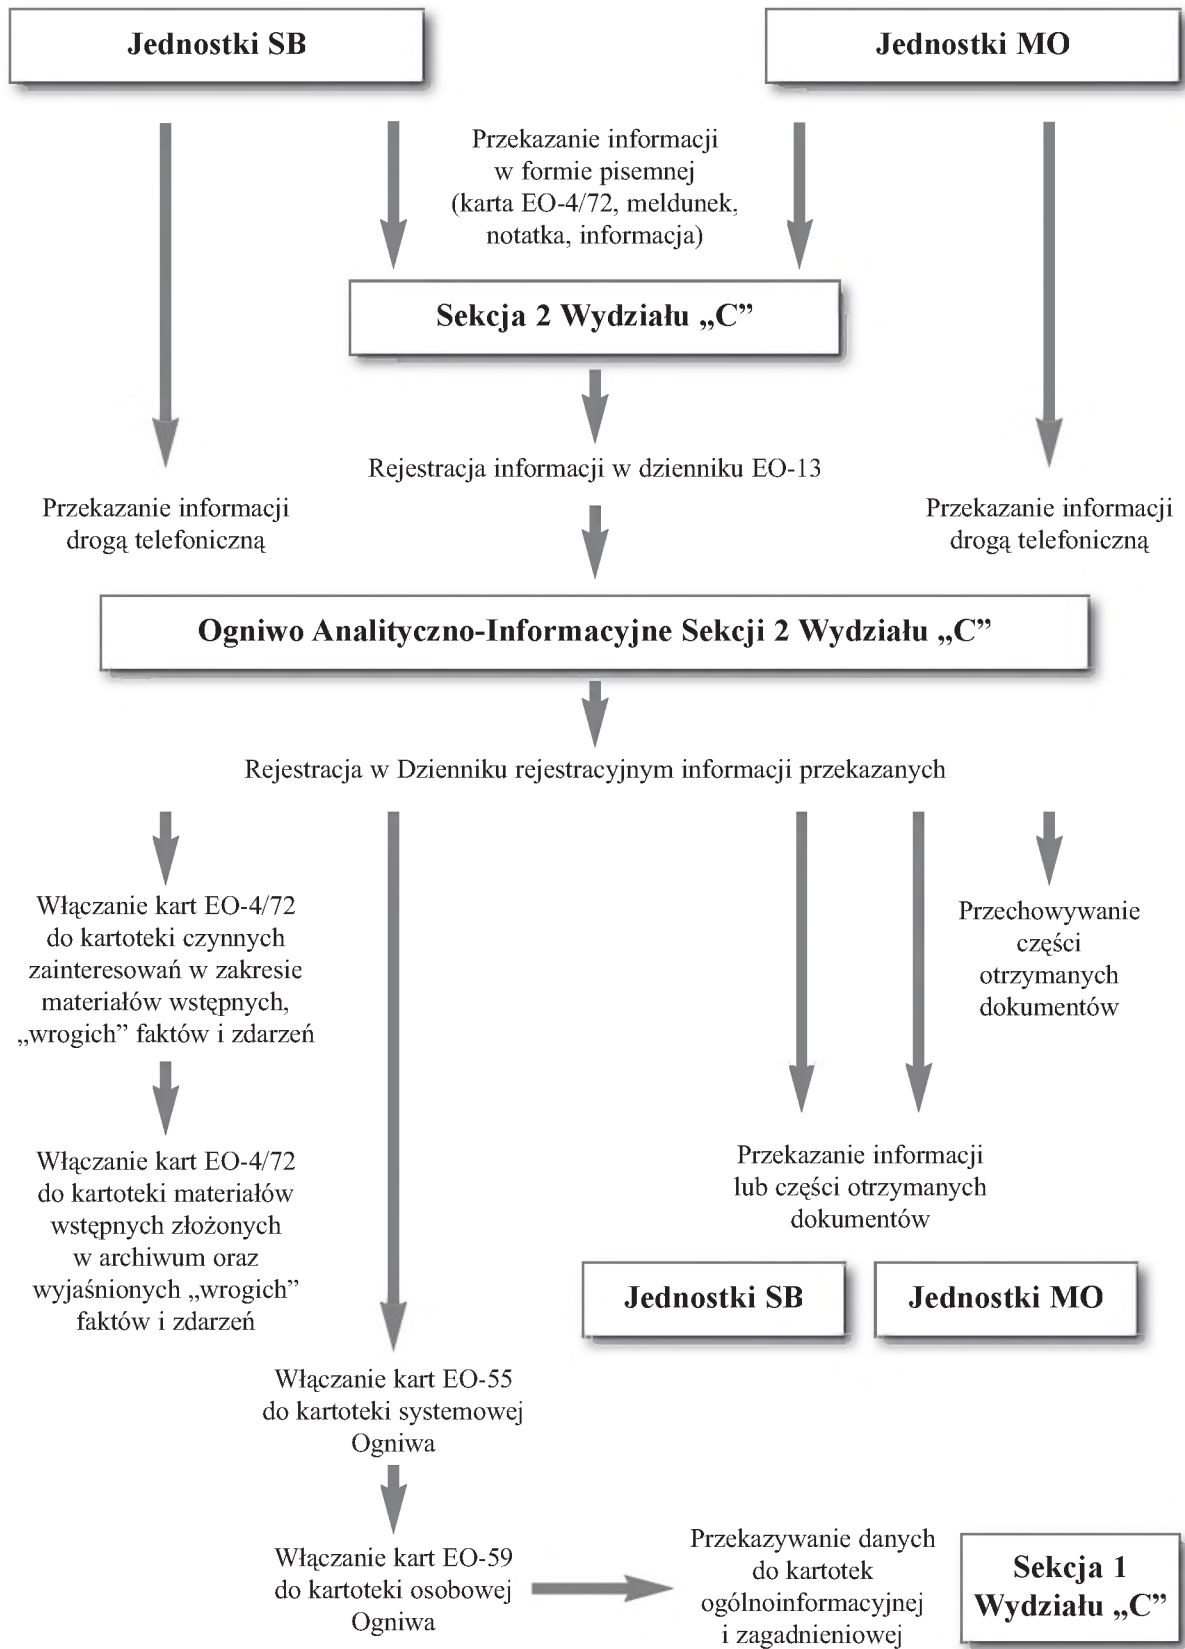 Jednostki SB
Jednostki MO
Przekazanie informacji
w formie pisemnej
(karta EO-4/72, meldunek,
notatka, informacja)
Sekcja 2 Wydziału „C”
Rejestracja informacji w dzienniku EO-13
Przekazanie informacji
drogą telefoniczną
Przekazanie informacji
drogą telefoniczną
Ogniwo Analityczno-Informacyjne Sekcji 2 Wydziału „C”
Rejestracja w Dzienniku rejestracyjnym informacji przekazanych
Włączanie kart EO-4/72
do kartoteki czynnych
zainteresowań w zakresie
materiałów wstępnych,
„wrogich” faktów i zdarzeń
Przechowywanie
części
otrzymanych
dokumentów
Włączanie kart EO-4/72
do kartoteki materiałów
wstępnych złożonych
w archiwum oraz
wyjaśnionych „wrogich”
faktów i zdarzeń
Przekazanie informacji
lub części otrzymanych
dokumentów
Jednostki SB
Jednostki MO
Włączanie kart EO-55
do kartoteki systemowej
Ogniwa
Włączanie kart EO-59
do kartoteki osobowej
Ogniwa
Przekazywanie danych
do kartotek
ogólnoinformacyjnej
i zagadnieniowej
Sekcja 1
Wydziału „C”